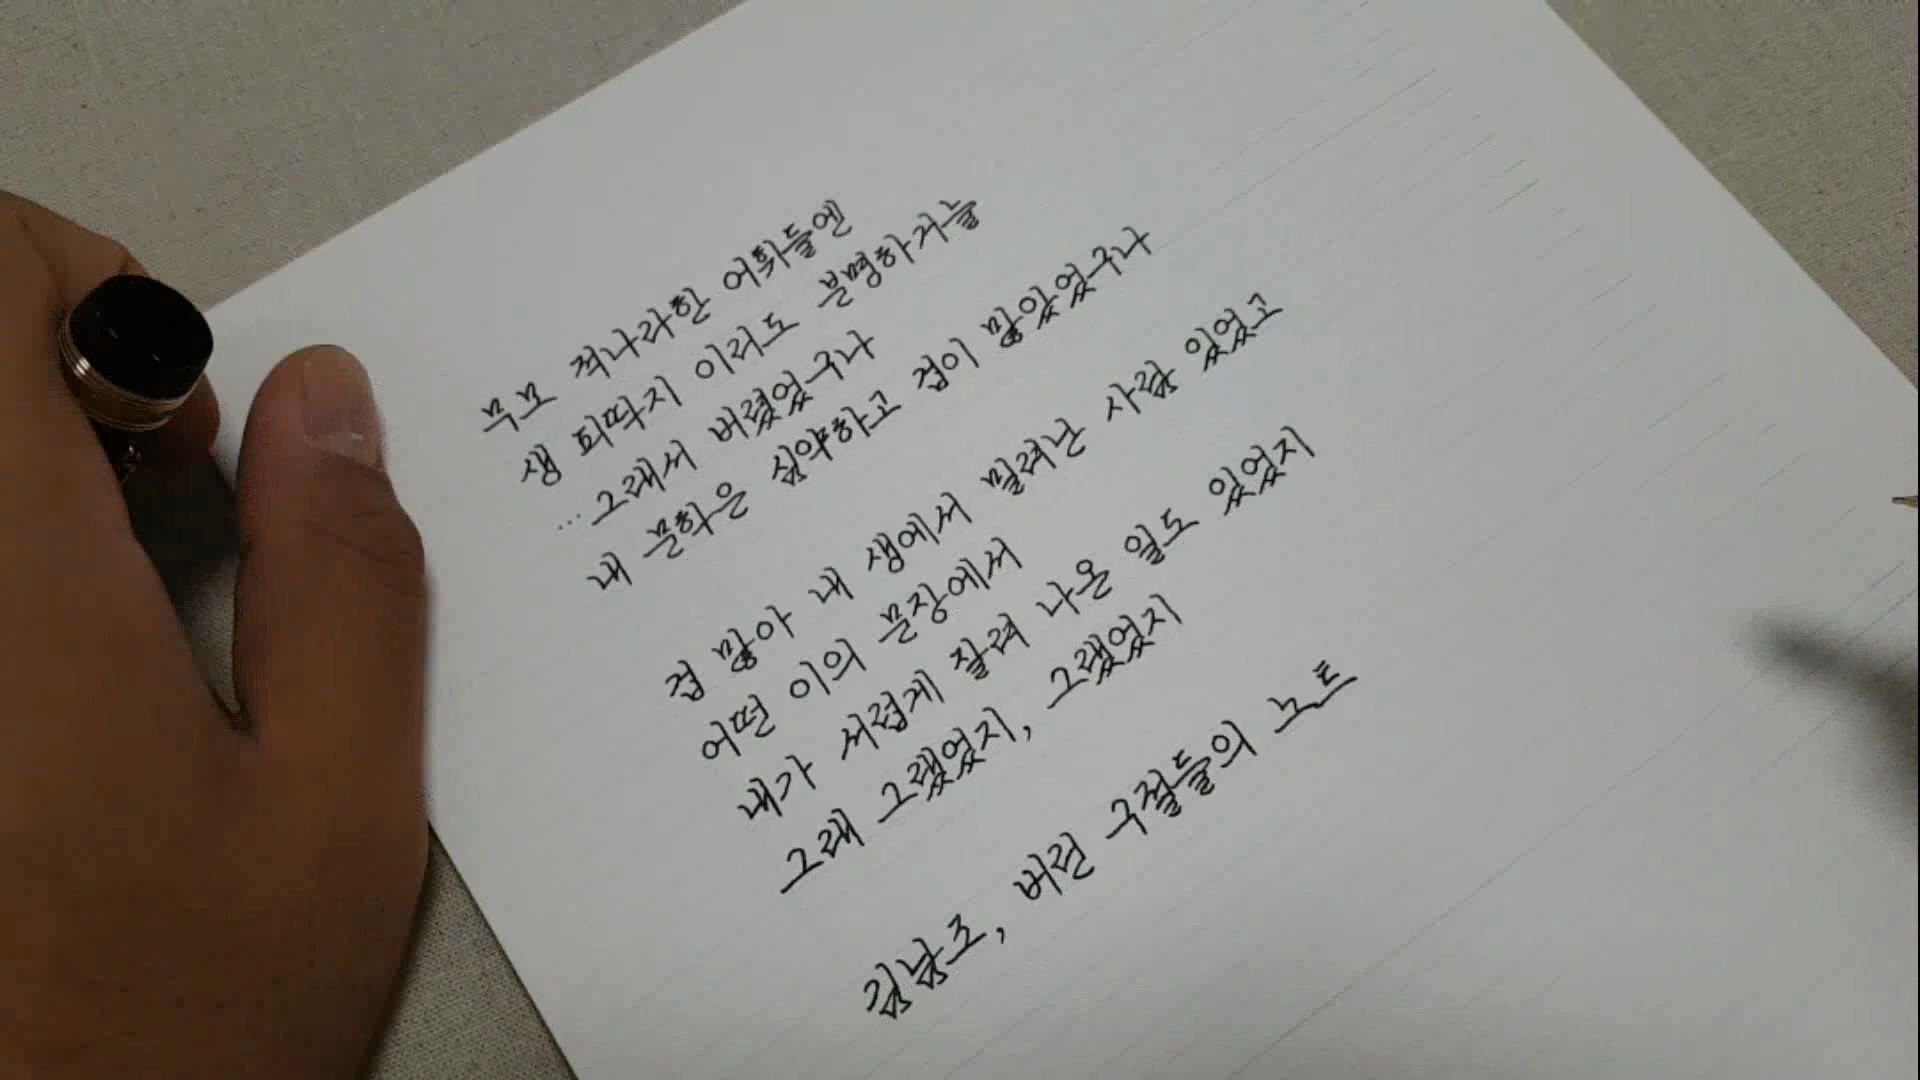 무모 적나라한 어휘들엔
생 피딱지 이러도 분명하거늘
...그래서 버렸었구나
내 문학은 심약하고 겁이 많았었구나
겁 많아 내 생에서 밀려난 사람 있었고
어떤 이의 문장에서
내가 서럽게 잘려 나온 일도 있었지
그래 그랬었지, 그랬었지
김남조, 버린 구절들의 노트